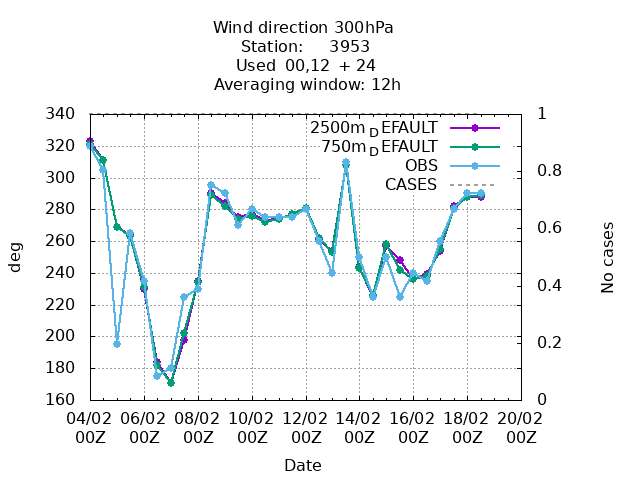 Wind direction 300hPa
Station: 3953
Used 00,12 + 24
Averaging window: 12h
340
320
300
280
260
240
220
200
180
160
deg
1
0.8
0.6
0.4
0.2
0
No cases
2500m DEFAULT
750m DEFAULT
OBS
CASES
04/02 06/02 08/02 10/02 12/02 14/02 16/02 18/02 20/02
00Z 00Z 00Z 00Z 00Z 00Z 00Z 00Z 00Z
Date